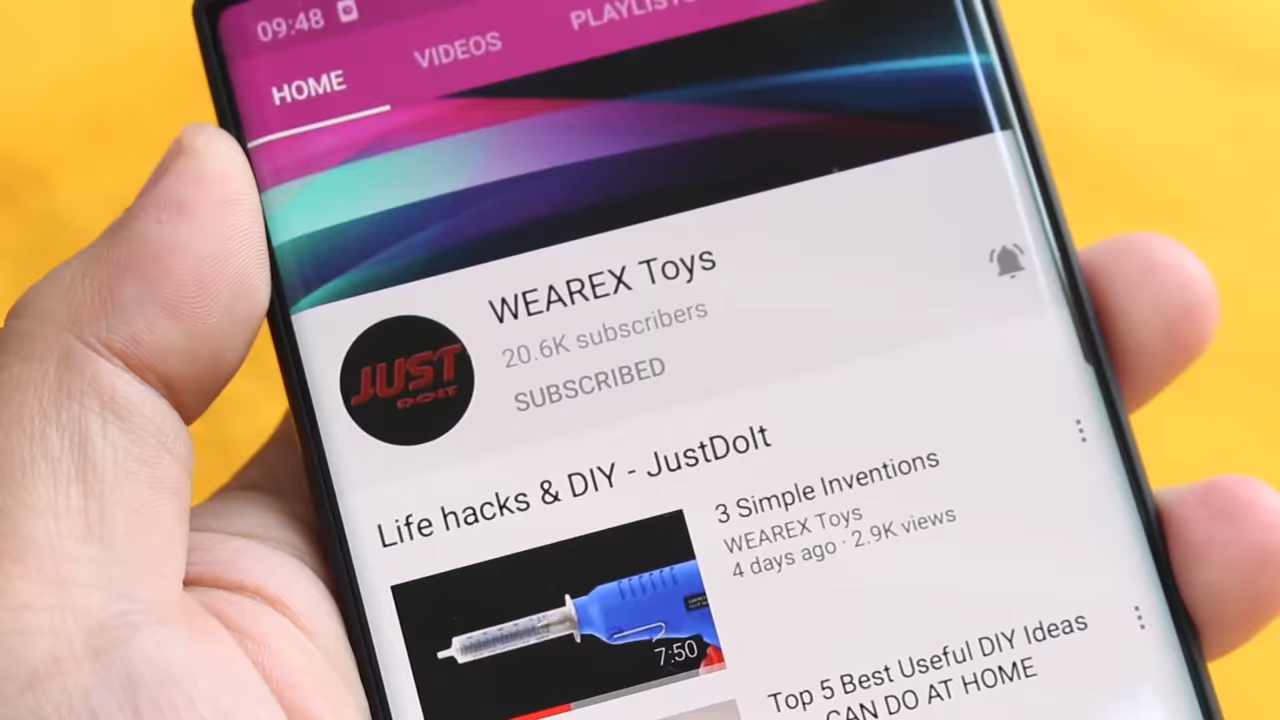 09:48
HOME
VIDEOS
PLAYLISTS
WEAREX Toys
20.6K subscribers
SUBSCRIBED
JUST
DOIT
Life hacks & DIY - JustDoIt
3 Simple Inventions
WEAREX Toys
4 days ago · 2.9K views
7:50
Top 5 Best Useful DIY Ideas
CAN DO AT HOME